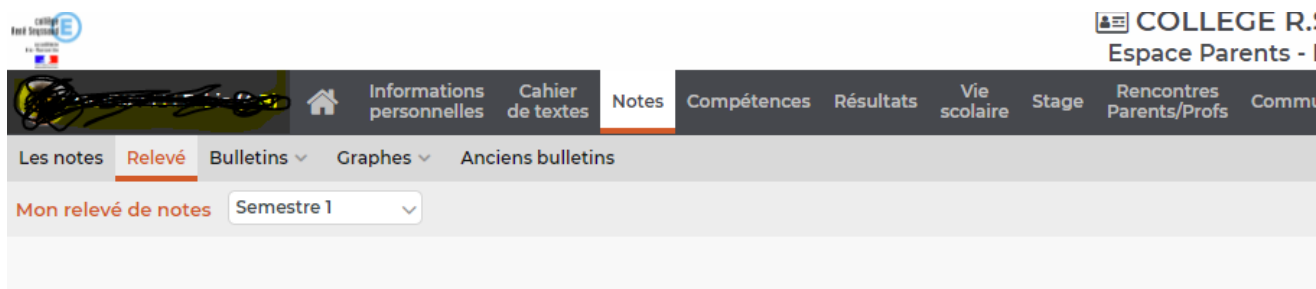 collège
E
COLLEGE R.
Espace Parents -
Informations personnelles
Cahier de textes
Notes
Compétences
Résultats
Vie scolaire
Stage
Rencontres Parents/Profs
Les notes
Relevé
Bulletins
Graphes
Anciens bulletins
Mon relevé de notes
Semestre 1